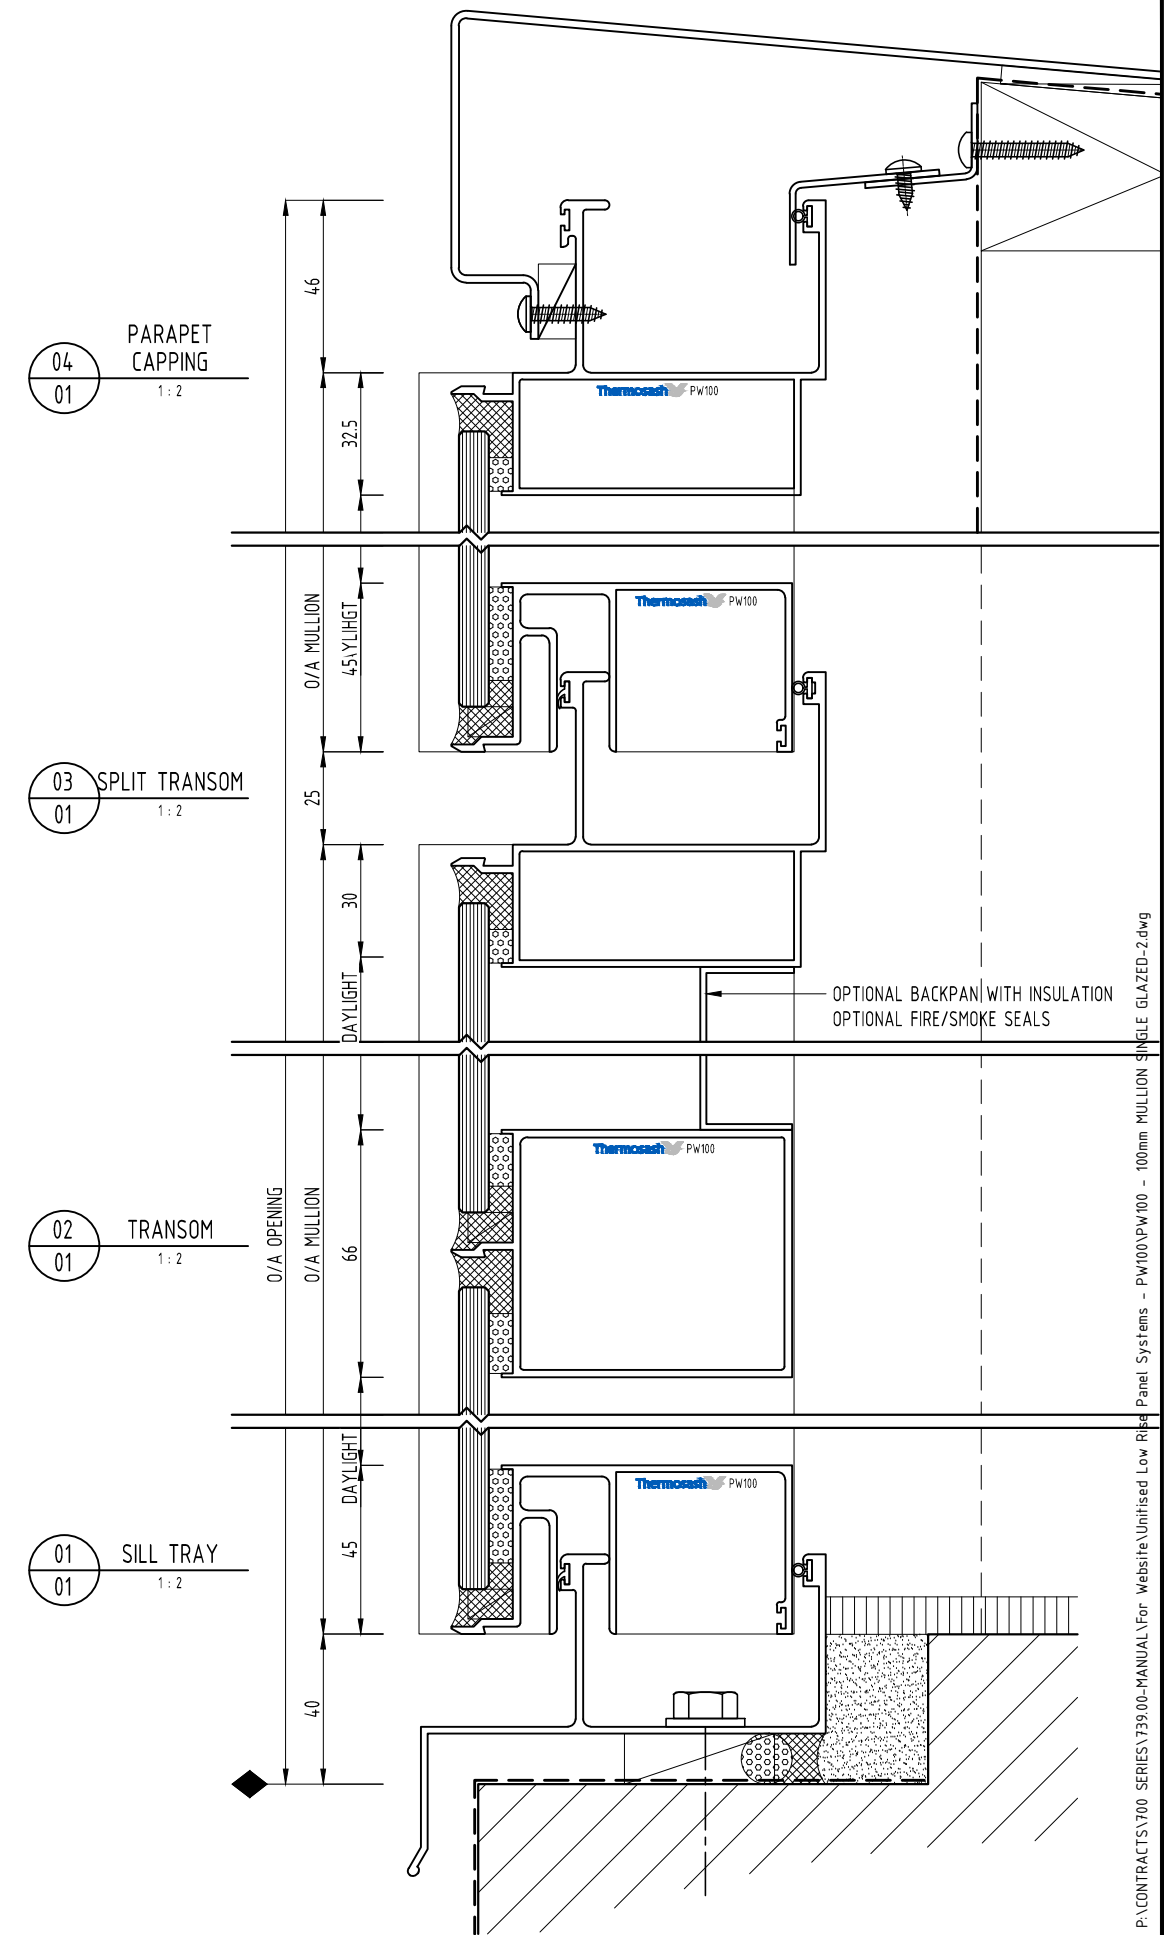 46
04
01
PARAPET
CAPPING
1 : 2
Thermosash PW100
32.5
O/A MULLION
45\YLIHGT
Thermosash PW100
03
01
SPLIT TRANSOM
1 : 2
25
30
DAYLIGHT
OPTIONAL BACKPAN WITH INSULATION
OPTIONAL FIRE/SMOKE SEALS
Thermosash PW100
02
01
TRANSOM
1 : 2
O/A OPENING
O/A MULLION
66
DAYLIGHT
Thermosash PW100
01
01
SILL TRAY
1 : 2
45
40
P:\CONTRACTS\700 SERIES\739.00-MANUAL\For Website\Unitised Low Rise Panel Systems - PW100\PW100 - 100mm MULLION SINGLE GLAZED-2.dwg